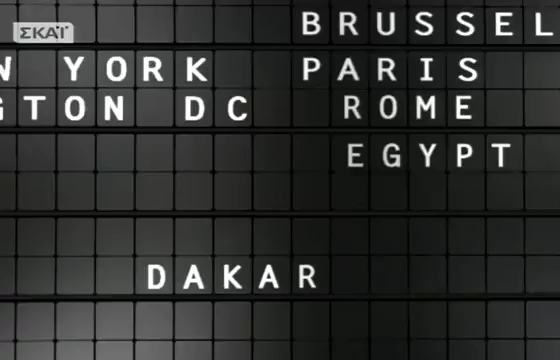 BRUSSEL
ΣΚΑΪ
W YORK PARIS
GTON DC ROME
EGYPT
DAKAR